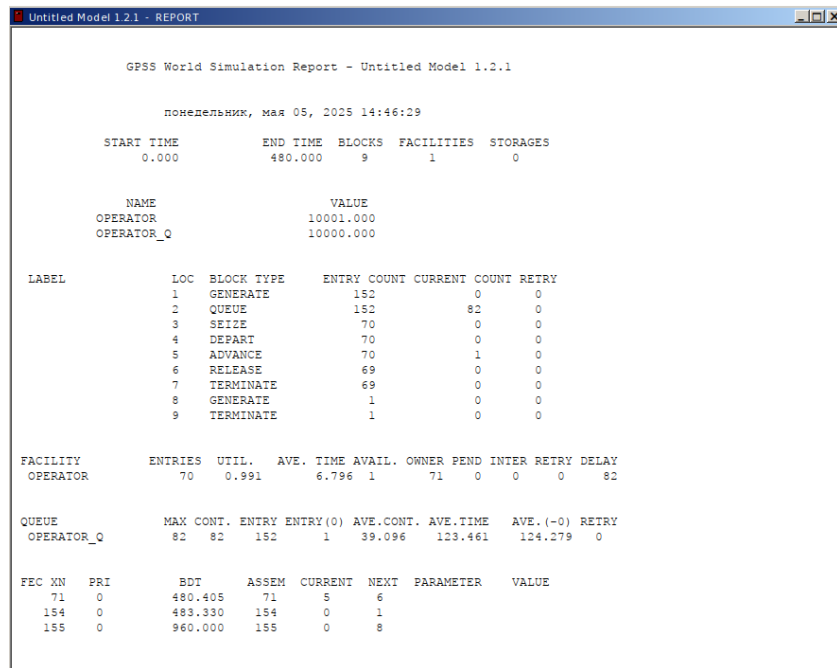 Untitled Model 1.2.1 - REPORT
GPSS World Simulation Report - Untitled Model 1.2.1
понедельник, мая 05, 2025 14:46:29
START TIME END TIME BLOCKS FACILITIES STORAGES
0.000 480.000 9 1 0
NAME VALUE
OPERATOR 10001.000
OPERATOR_Q 10000.000
LABEL LOC BLOCK TYPE ENTRY COUNT CURRENT COUNT RETRY
1 GENERATE 152 0 0
2 QUEUE 152 82 0
3 SEIZE 70 0 0
4 DEPART 70 0 0
5 ADVANCE 70 1 0
6 RELEASE 69 0 0
7 TERMINATE 69 0 0
8 GENERATE 1 0 0
9 TERMINATE 1 0 0
FACILITY ENTRIES UTIL. AVE. TIME AVAIL. OWNER PEND INTER RETRY DELAY
OPERATOR 70 0.991 6.796 1 71 0 0 0 82
QUEUE MAX CONT. ENTRY ENTRY(0) AVE.CONT. AVE.TIME AVE.(-0) RETRY
OPERATOR_Q 82 82 152 1 39.096 123.461 124.279 0
FEC XN PRI BDT ASSEM CURRENT NEXT PARAMETER VALUE
71 0 480.405 71 5 6
154 0 483.330 154 0 1
155 0 960.000 155 0 8